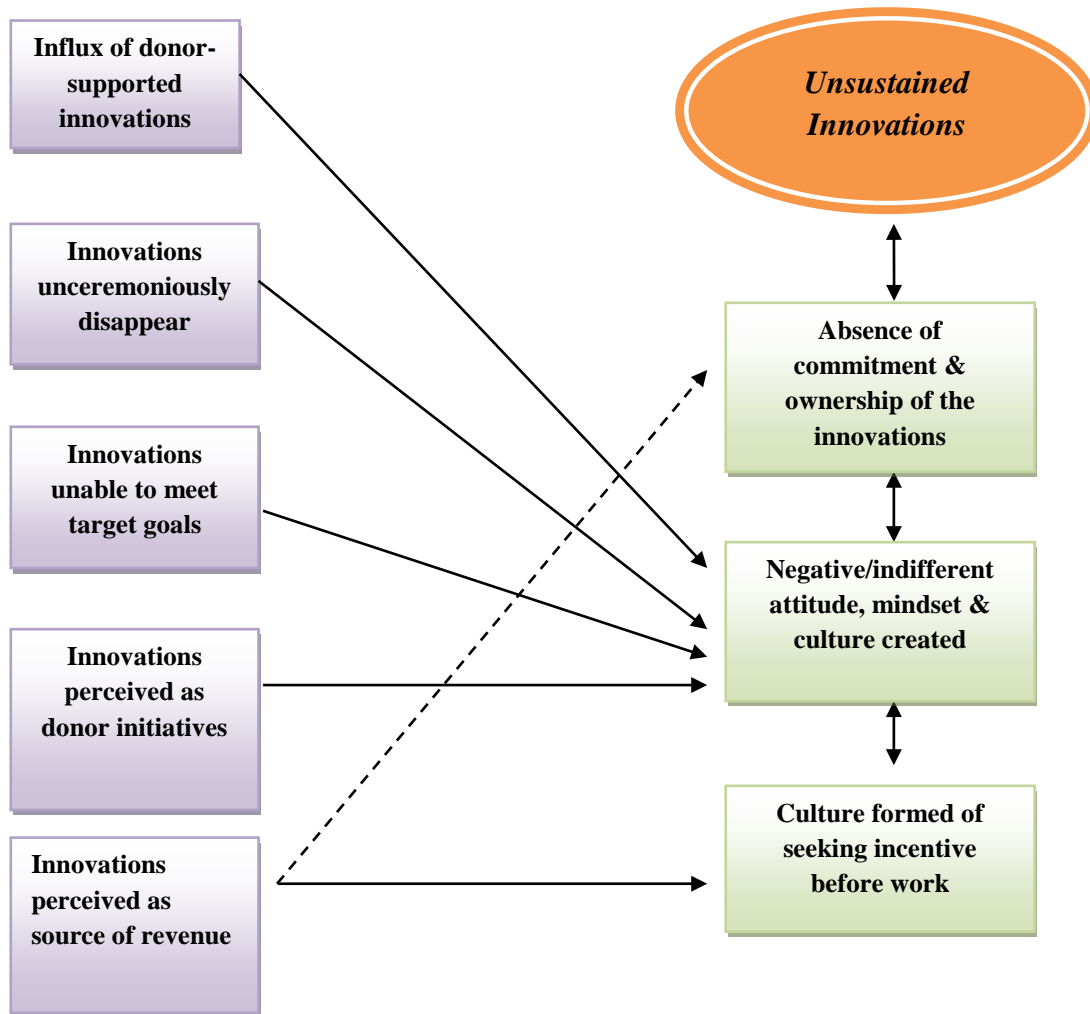 Influx of donor-
supported
innovations
Innovations
unceremoniously
disappear
Innovations
unable to meet
target goals
Innovations
perceived as
donor initiatives
Innovations
perceived as
source of revenue
Unsustained
Innovations
Absence of
commitment &
ownership of the
innovations
Negative/indifferent
attitude, mindset &
culture created
Culture formed of
seeking incentive
before work